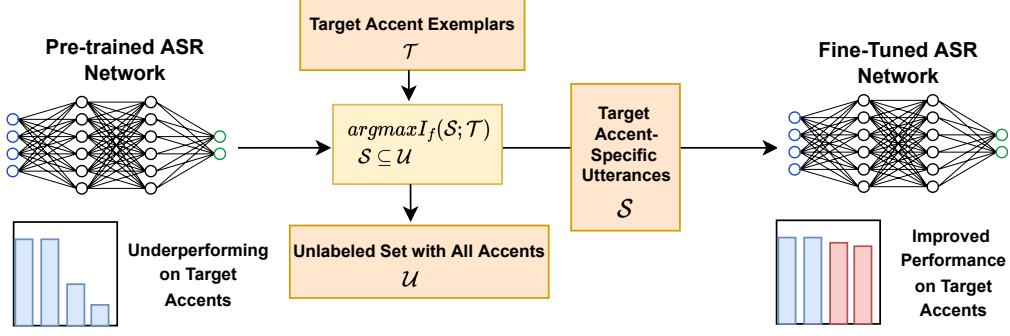 Pre-trained ASR
Network
Target Accent Exemplars
𝒯
argmaxI_f(𝒮; 𝒯)
𝒮 ⊆ 𝒰
Unlabeled Set with All Accents
𝒰
Target
Accent-
Specific
Utterances
𝒮
Fine-Tuned ASR
Network
Underperforming
on Target
Accents
Improved
Performance
on Target
Accents